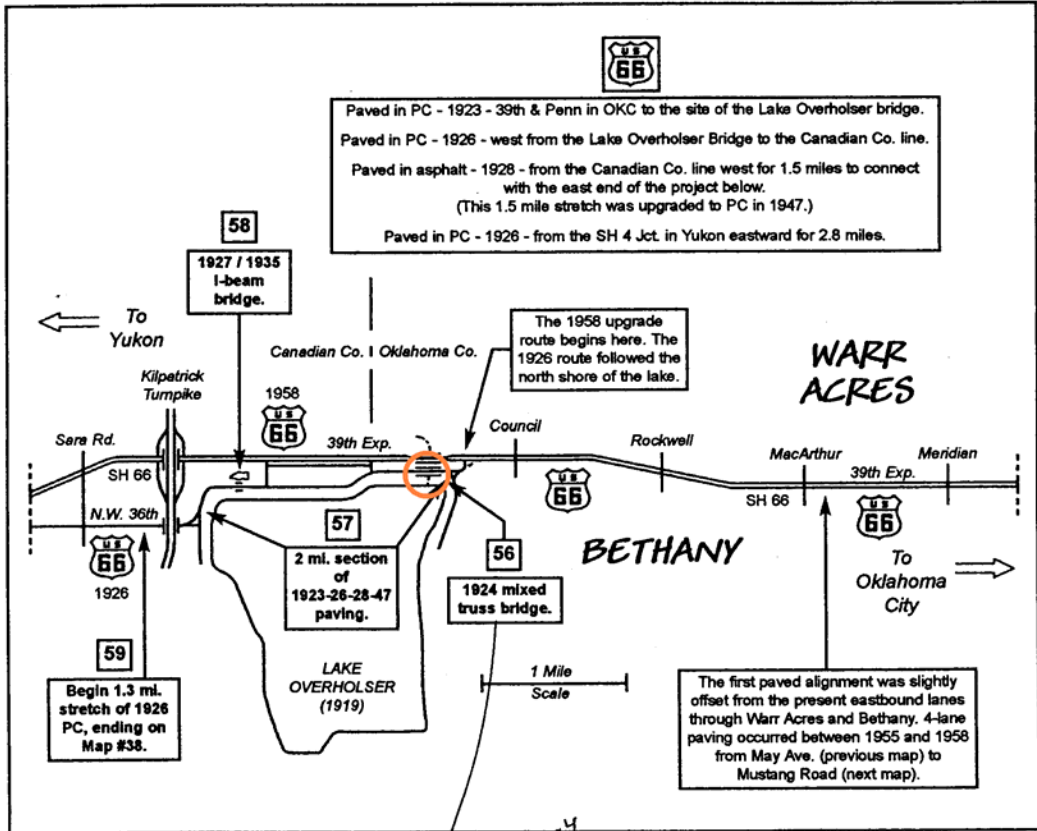 US
66
Paved in PC - 1923 - 39th & Penn in OKC to the site of the Lake Overholser bridge.
Paved in PC - 1926 - west from the Lake Overholser Bridge to the Canadian Co. line.
Paved in asphalt - 1928 - from the Canadian Co. line west for 1.5 miles to connect
with the east end of the project below.
(This 1.5 mile stretch was upgraded to PC in 1947.)
Paved in PC - 1926 - from the SH 4 Jct. in Yukon eastward for 2.8 miles.
58
1927 / 1935
I-beam
bridge.
To
Yukon
Canadian Co.
Oklahoma Co.
The 1958 upgrade
route begins here. The
1926 route followed the
north shore of the lake.
WARR
ACRES
Kilpatrick
Turnpike
1958
US
66
Sara Rd.
SH 66
39th Exp.
Council
Rockwell
MacArthur
Meridian
39th Exp.
SH 66
US
66
US
66
N.W. 36th
US
66
1926
57
2 mi. section
of
1923-26-28-47
paving.
56
1924 mixed
truss bridge.
BETHANY
To
Oklahoma
City
59
Begin 1.3 mi.
stretch of 1926
PC, ending on
Map #38.
LAKE
OVERHOLSER
(1919)
1 Mile
Scale
The first paved alignment was slightly
offset from the present eastbound lanes
through Warr Acres and Bethany. 4-lane
paving occurred between 1955 and 1958
from May Ave. (previous map) to
Mustang Road (next map).